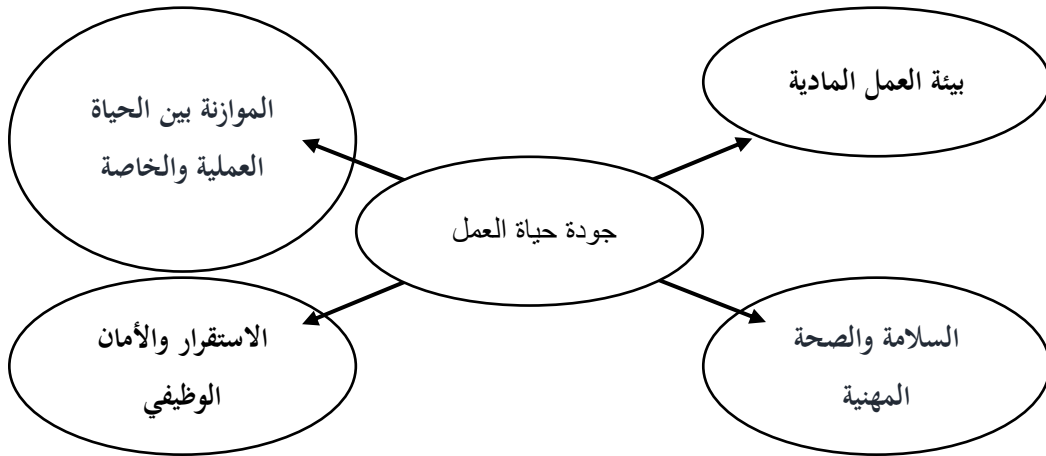 بيئة العمل المادية
الموازنة بين الحياة
العملية والخاصة
جودة حياة العمل
السلامة والصحة
المهنية
الاستقرار والأمان
الوظيفي